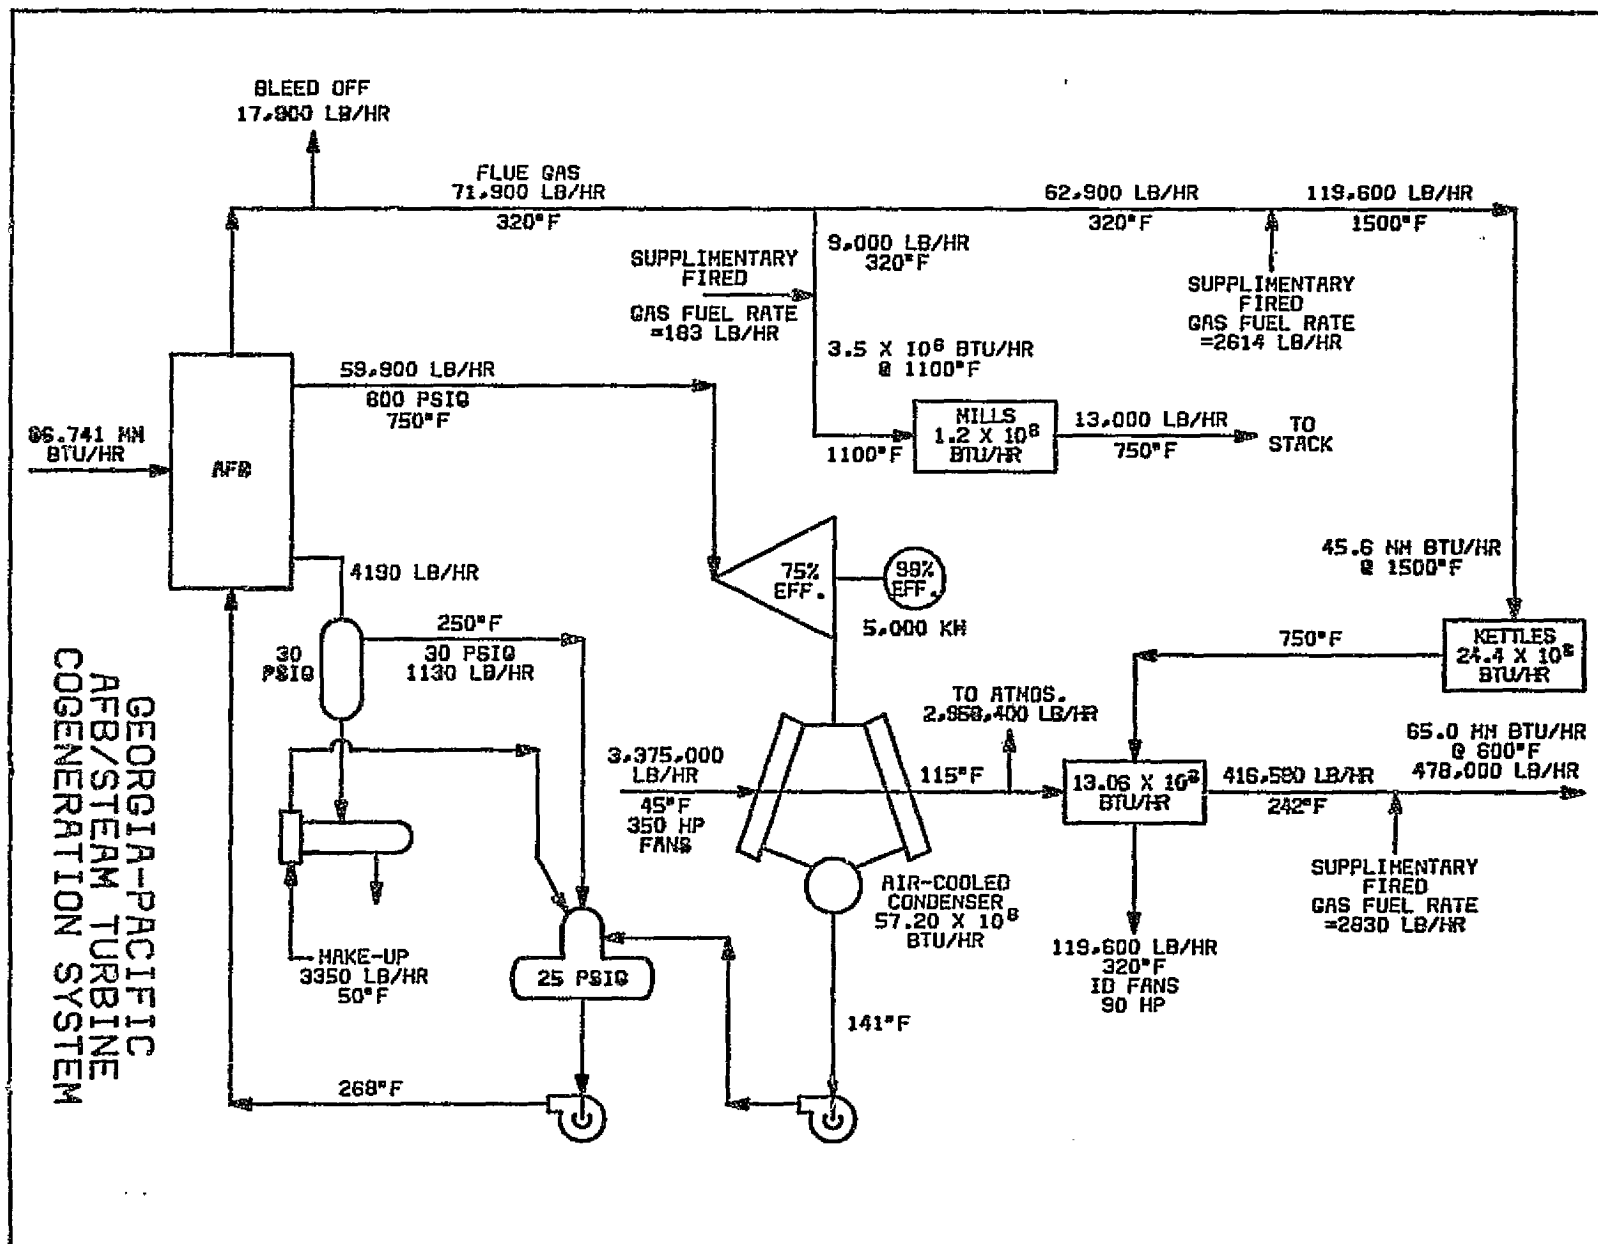 BLEED OFF
17,900 LB/HR
FLUE GAS
71,900 LB/HR
320°F
62,900 LB/HR
320°F
119,600 LB/HR
1500°F
9,000 LB/HR
320°F
SUPPLIMENTARY
FIRED
GAS FUEL RATE
=183 LB/HR
SUPPLIMENTARY
FIRED
GAS FUEL RATE
=2614 LB/HR
3.5 X 10⁶ BTU/HR
@ 1100°F
59,900 LB/HR
600 PSIG
750°F
MILLS
1.2 X 10⁶
BTU/HR
13,000 LB/HR
750°F
TO
STACK
1100°F
86.741 MM
BTU/HR
AFB
75%
EFF.
98%
EFF.
5,000 KW
45.6 MM BTU/HR
@ 1500°F
4190 LB/HR
250°F
30 PSIG
1130 LB/HR
30
PSIG
750°F
KETTLES
24.4 X 10⁶
BTU/HR
TO ATMOS.
2,958,400 LB/HR
65.0 MM BTU/HR
@ 600°F
478,000 LB/HR
3,375,000
LB/HR
45°F
350 HP
FANS
115°F
13.06 X 10⁶
BTU/HR
416,590 LB/HR
242°F
AIR-COOLED
CONDENSER
57.20 X 10⁶
BTU/HR
SUPPLIMENTARY
FIRED
GAS FUEL RATE
=2830 LB/HR
MAKE-UP
3350 LB/HR
50°F
25 PSIG
119,600 LB/HR
320°F
ID FANS
90 HP
141°F
268°F
GEORGIA-PACIFIC
AFB/STEAM TURBINE
COGENERATION SYSTEM